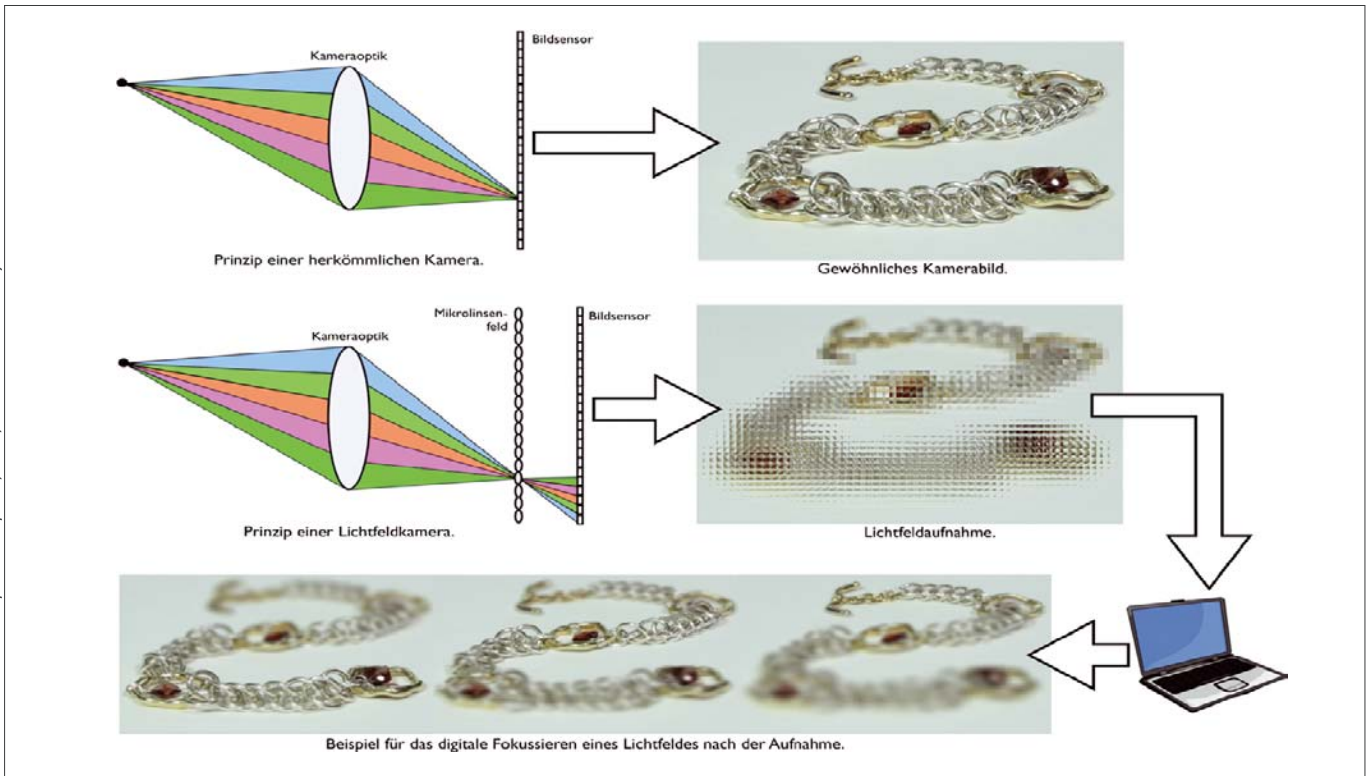 Kameraoptik
Bildsensor
Prinzip einer herkömmlichen Kamera.
Gewöhnliches Kamerabild.
Mikrolinsen-
feld
Kameraoptik
Bildsensor
Prinzip einer Lichtfeldkamera.
Lichtfeldaufnahme.
Beispiel für das digitale Fokussieren eines Lichtfeldes nach der Aufnahme.